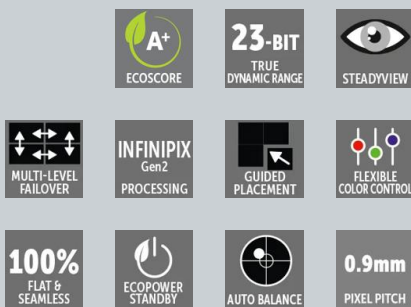 A+
ECOSCORE
23-BIT
TRUE
DYNAMIC RANGE
STEADYVIEW
MULTI-LEVEL
FAILOVER
INFINIPIX
Gen2
PROCESSING
GUIDED
PLACEMENT
FLEXIBLE
COLOR CONTROL
100%
FLAT &
SEAMLESS
ECOPOWER
STANDBY
AUTO BALANCE
0.9mm
PIXEL PITCH